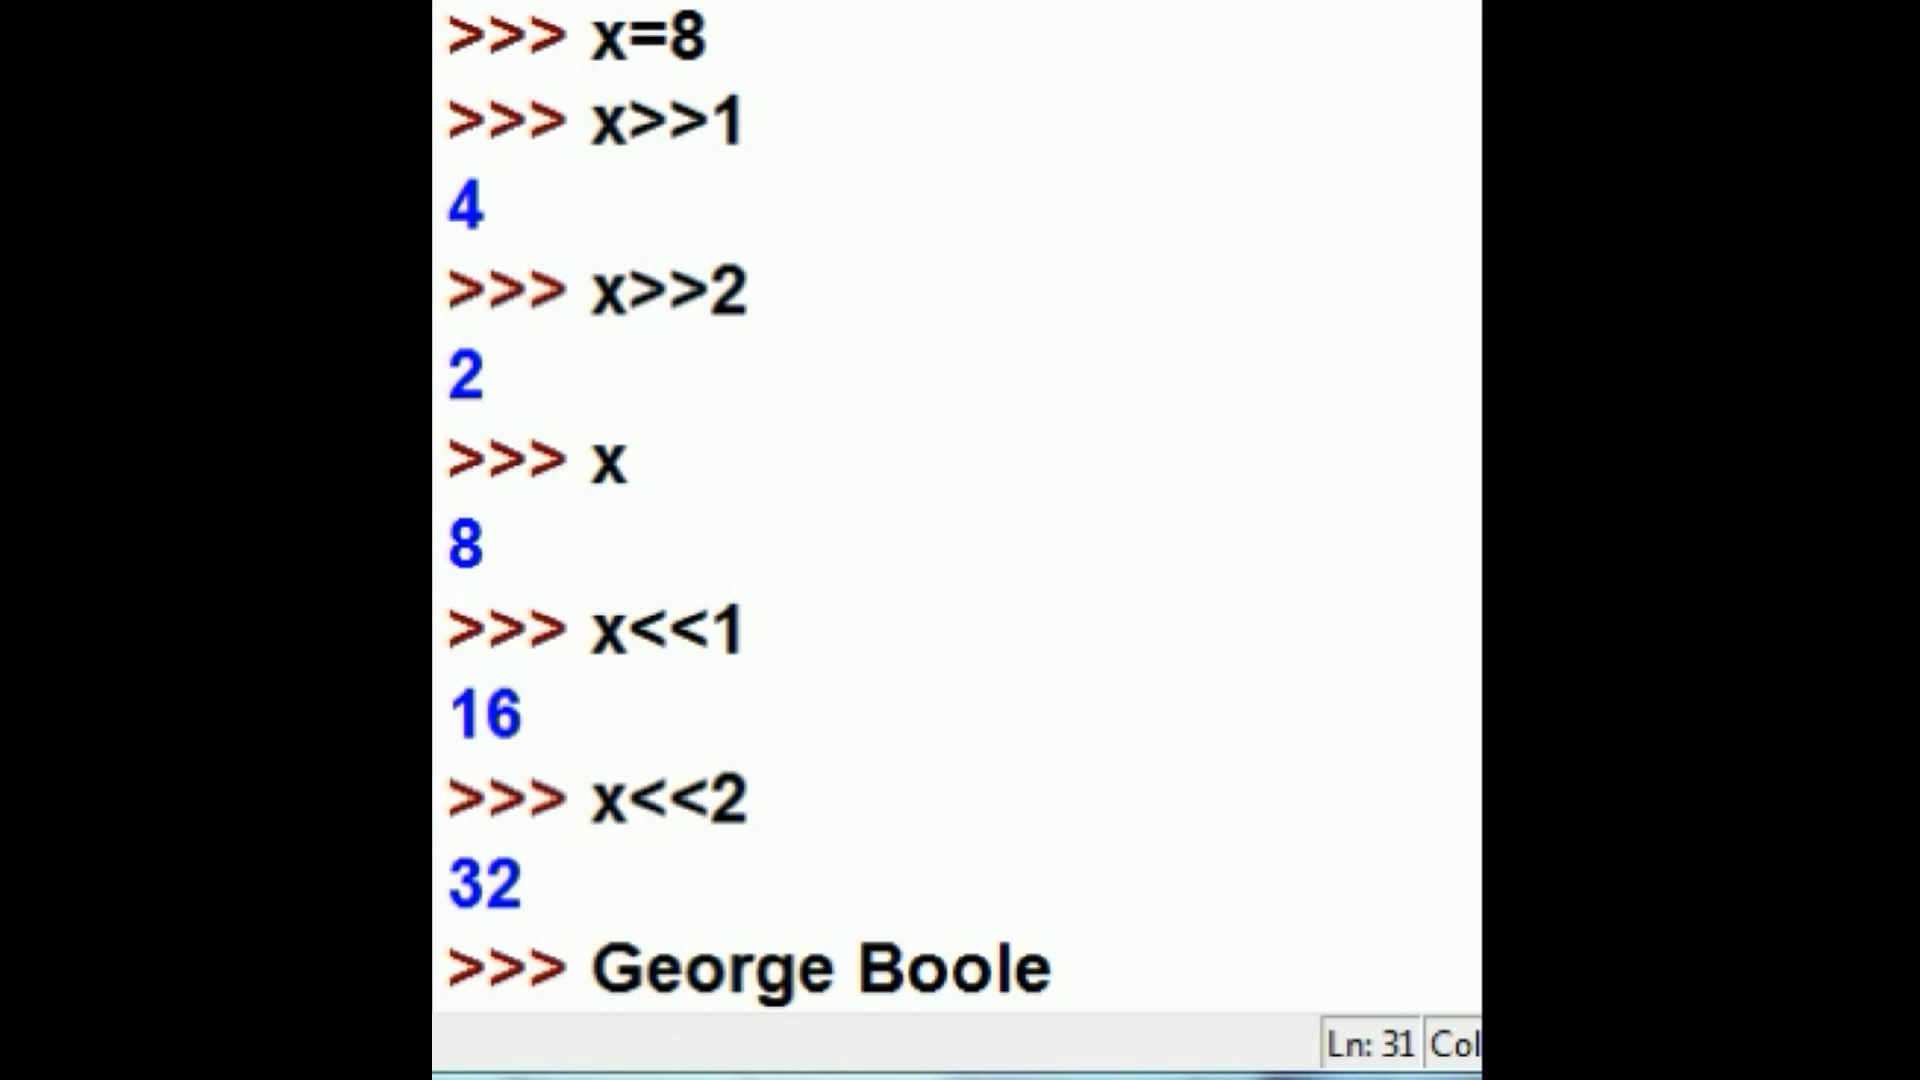 >>> x=8
>>> x>>1
4
>>> x>>2
2
>>> x
8
>>> x<<1
16
>>> x<<2
32
>>> George Boole
Ln: 31 Col